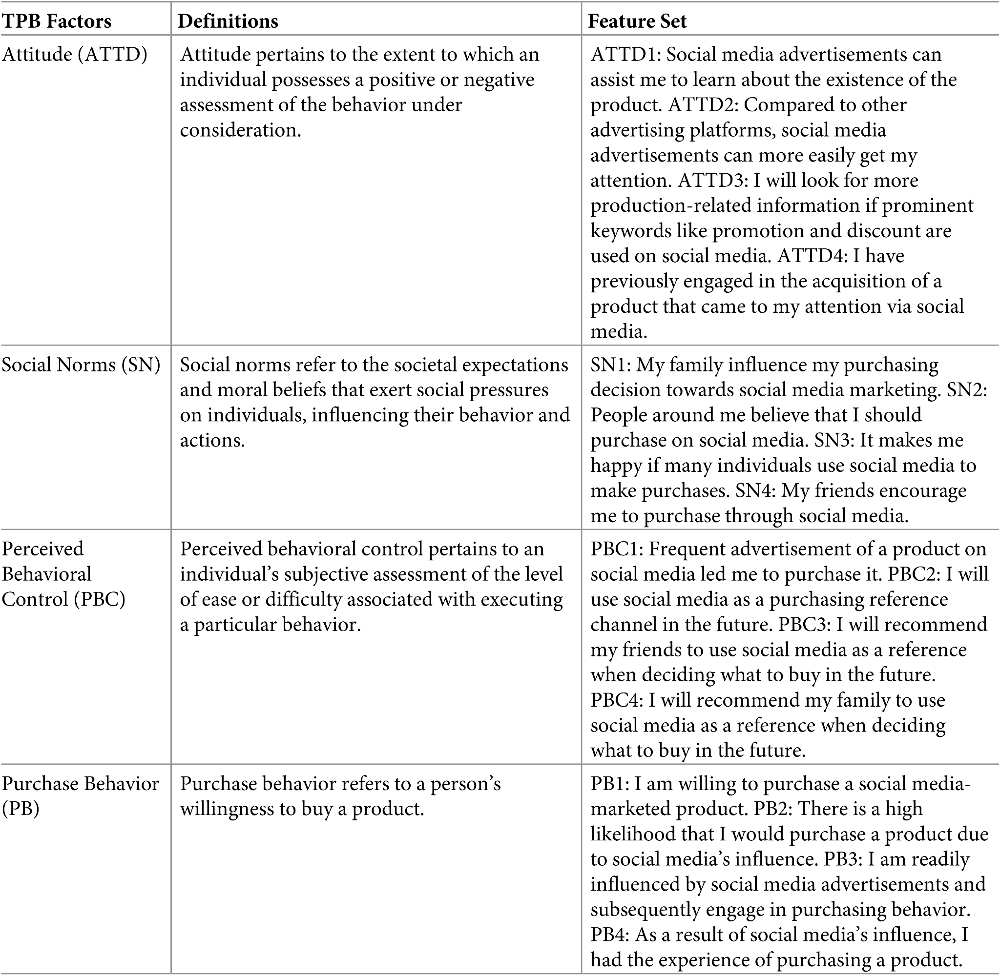 TPB Factors
Definitions
Feature Set
Attitude (ATTD)
Attitude pertains to the extent to which an
individual possesses a positive or negative
assessment of the behavior under
consideration.
ATTD1: Social media advertisements can
assist me to learn about the existence of the
product. ATTD2: Compared to other
advertising platforms, social media
advertisements can more easily get my
attention. ATTD3: I will look for more
production-related information if prominent
keywords like promotion and discount are
used on social media. ATTD4: I have
previously engaged in the acquisition of a
product that came to my attention via social
media.
Social Norms (SN)
Social norms refer to the societal expectations
and moral beliefs that exert social pressures
on individuals, influencing their behavior and
actions.
SN1: My family influence my purchasing
decision towards social media marketing. SN2:
People around me believe that I should
purchase on social media. SN3: It makes me
happy if many individuals use social media to
make purchases. SN4: My friends encourage
me to purchase through social media.
Perceived
Behavioral
Control (PBC)
Perceived behavioral control pertains to an
individual’s subjective assessment of the level
of ease or difficulty associated with executing
a particular behavior.
PBC1: Frequent advertisement of a product on
social media led me to purchase it. PBC2: I will
use social media as a purchasing reference
channel in the future. PBC3: I will recommend
my friends to use social media as a reference
when deciding what to buy in the future.
PBC4: I will recommend my family to use
social media as a reference when deciding
what to buy in the future.
Purchase Behavior
(PB)
Purchase behavior refers to a person’s
willingness to buy a product.
PB1: I am willing to purchase a social media-
marketed product. PB2: There is a high
likelihood that I would purchase a product due
to social media’s influence. PB3: I am readily
influenced by social media advertisements and
subsequently engage in purchasing behavior.
PB4: As a result of social media’s influence, I
had the experience of purchasing a product.